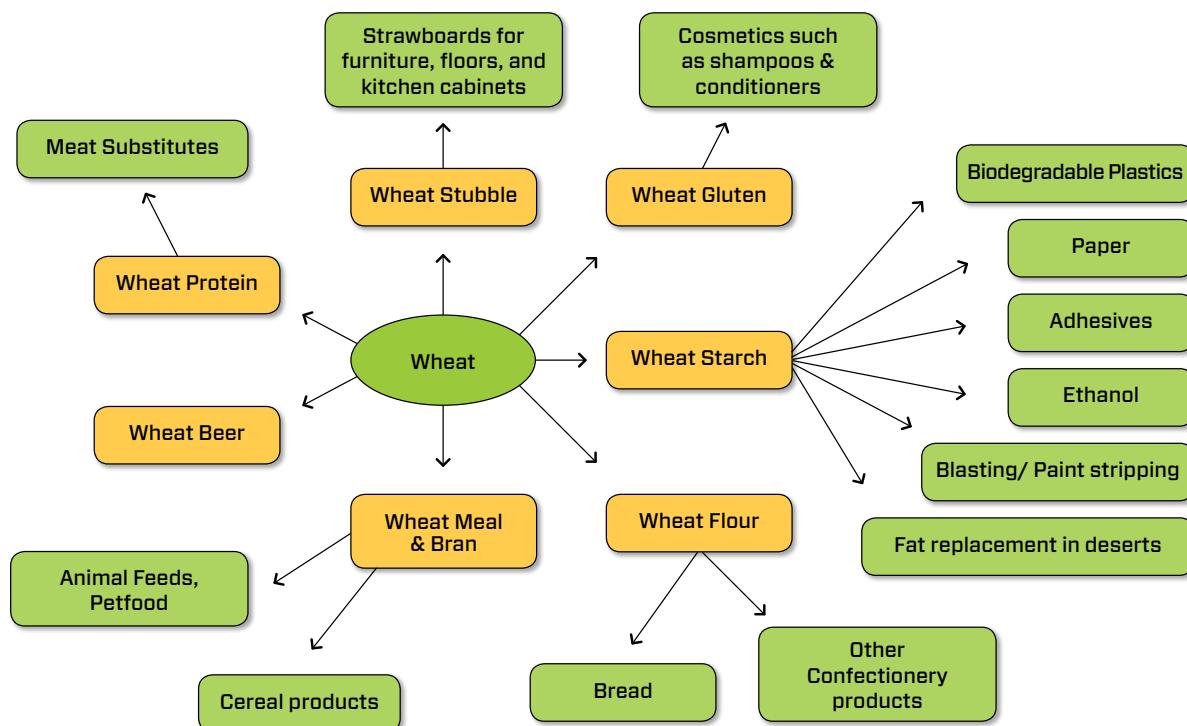 Strawboards for
furniture, floors, and
kitchen cabinets
Cosmetics such
as shampoos &
conditioners
Meat Substitutes
Wheat Stubble
Wheat Gluten
Biodegradable Plastics
Paper
Wheat Protein
Adhesives
Wheat
Wheat Starch
Ethanol
Wheat Beer
Blasting/ Paint stripping
Wheat Meal
& Bran
Wheat Flour
Fat replacement in deserts
Animal Feeds,
Petfood
Other
Confectionery
products
Cereal products
Bread